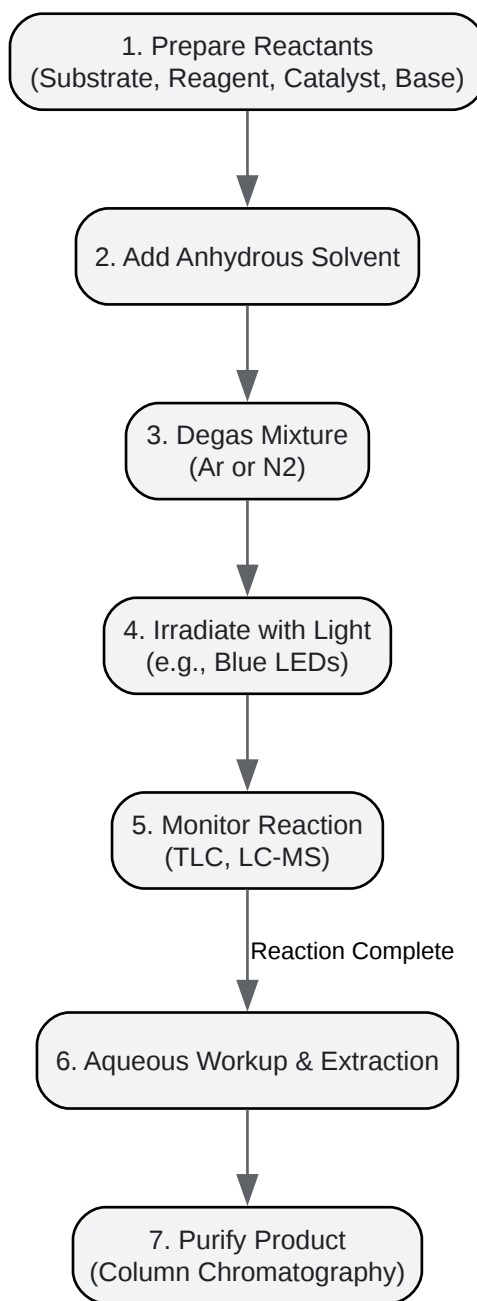 1. Prepare Reactants
(Substrate, Reagent, Catalyst, Base)
2. Add Anhydrous Solvent
3. Degas Mixture
(Ar or N2)
4. Irradiate with Light
(e.g., Blue LEDs)
5. Monitor Reaction
(TLC, LC-MS)
Reaction Complete
6. Aqueous Workup & Extraction
7. Purify Product
(Column Chromatography)